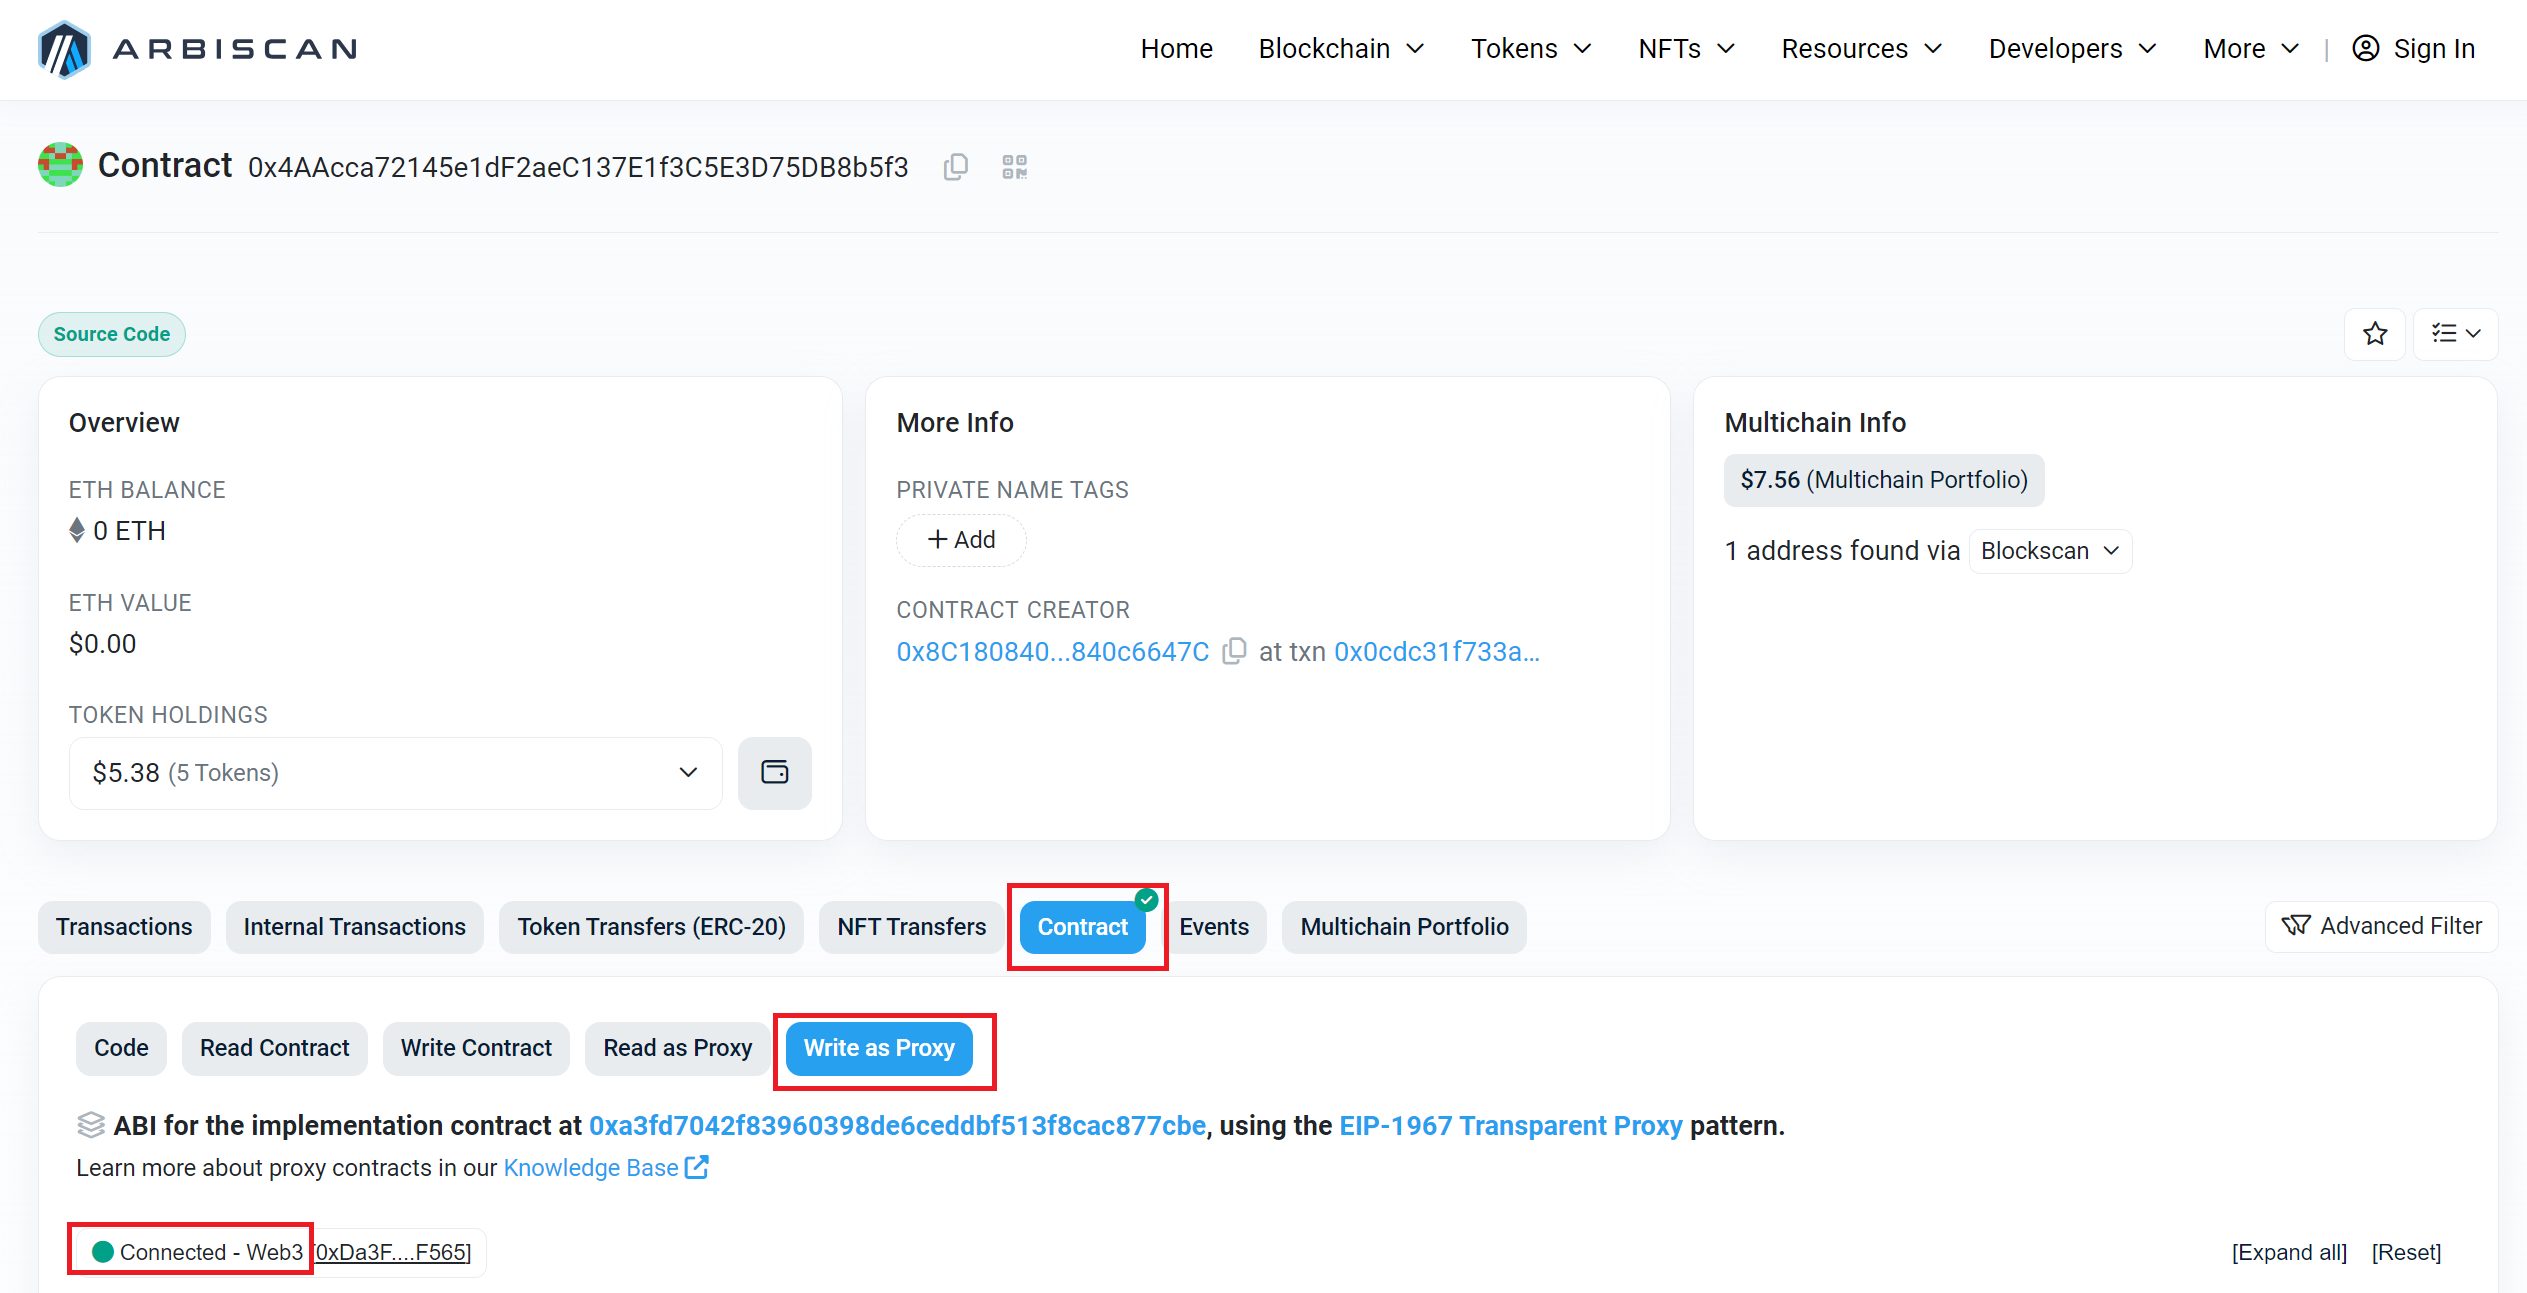 ARBISCAN
Home Blockchain Tokens NFTs Resources Developers More | Sign In
Contract 0x4AAcca72145e1dF2aeC137E1f3C5E3D75DB8b5f3
Source Code
Overview
ETH BALANCE
0 ETH
ETH VALUE
$0.00
TOKEN HOLDINGS
$5.38 (5 Tokens)
More Info
PRIVATE NAME TAGS
+ Add
CONTRACT CREATOR
0x8C180840...840c6647C at txn 0x0cdc31f733a...
Multichain Info
$7.56 (Multichain Portfolio)
1 address found via Blockscan
Transactions Internal Transactions Token Transfers (ERC-20) NFT Transfers Contract Events Multichain Portfolio Advanced Filter
Code Read Contract Write Contract Read as Proxy Write as Proxy
ABI for the implementation contract at 0xa3fd7042f83960398de6ceddbf513f8cac877cbe, using the EIP-1967 Transparent Proxy pattern.
Learn more about proxy contracts in our Knowledge Base
Connected - Web3 [0xDa3F....F565] [Expand all] [Reset]